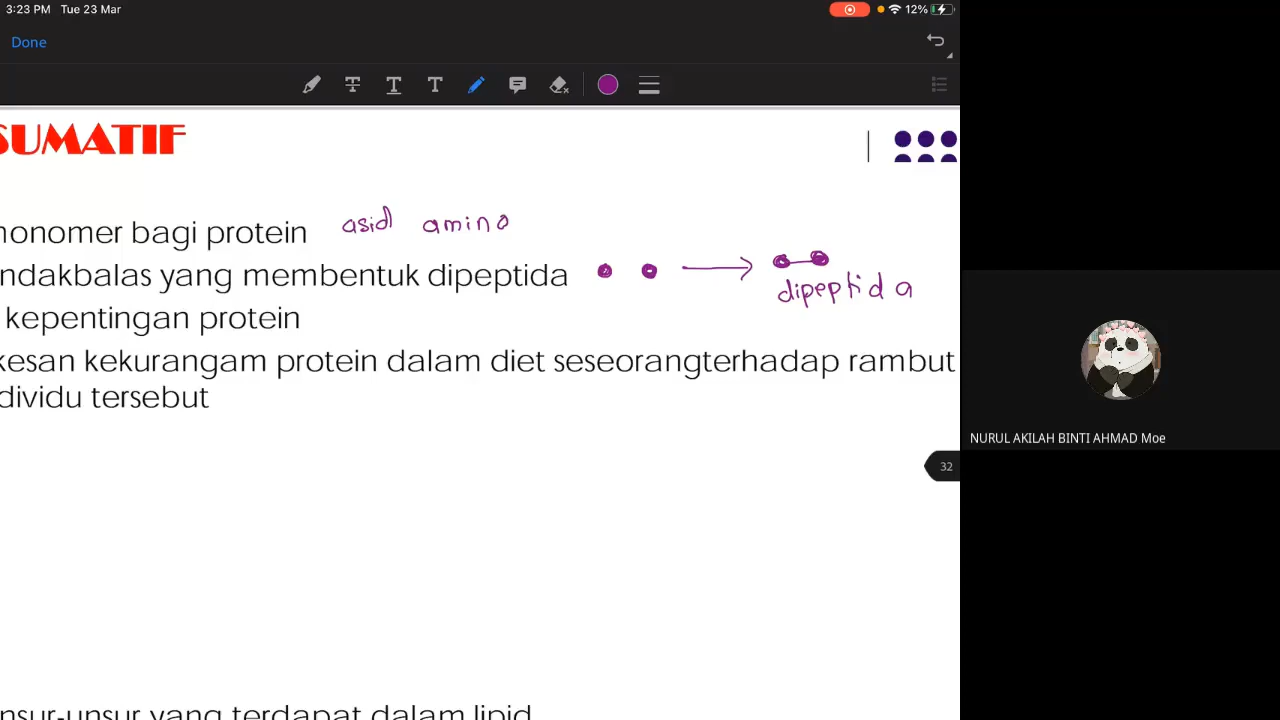 3:23 PM Tue 23 Mar
12%
Done
T T T
SUMATIF
monomer bagi protein asid amino
ndakbalas yang membentuk dipeptida
dipeptida
kepentingan protein
kesan kekurangam protein dalam diet seseorangterhadap rambut
dividu tersebut
NURUL AKILAH BINTI AHMAD Moe
32
nsur-unsur yang terdapat dalam lipid